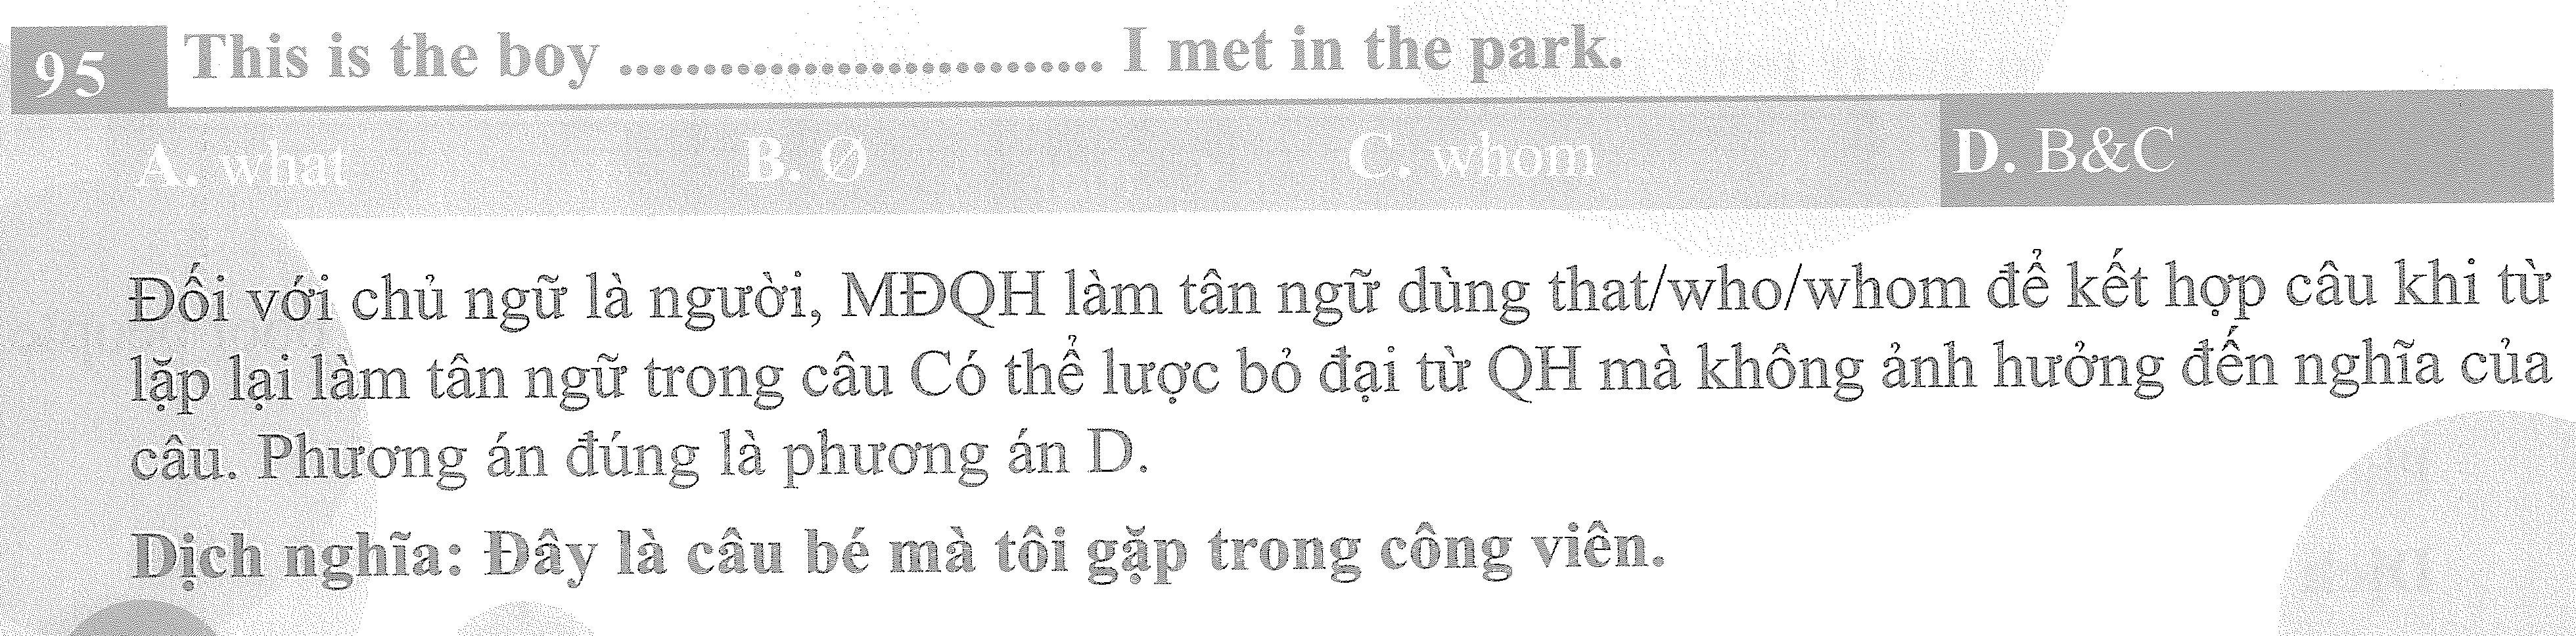 95 This is the boy ............................. I met in the park.
A. what B. Ø C. whom D. B&C
Đối với chủ ngữ là người, MĐQH làm tân ngữ dùng that/who/whom để kết hợp câu khi từ
lặp lại làm tân ngữ trong câu Có thể lược bỏ đại từ QH mà không ảnh hưởng đến nghĩa của
câu. Phương án đúng là phương án D.
Dịch nghĩa: Đây là câu bé mà tôi gặp trong công viên.